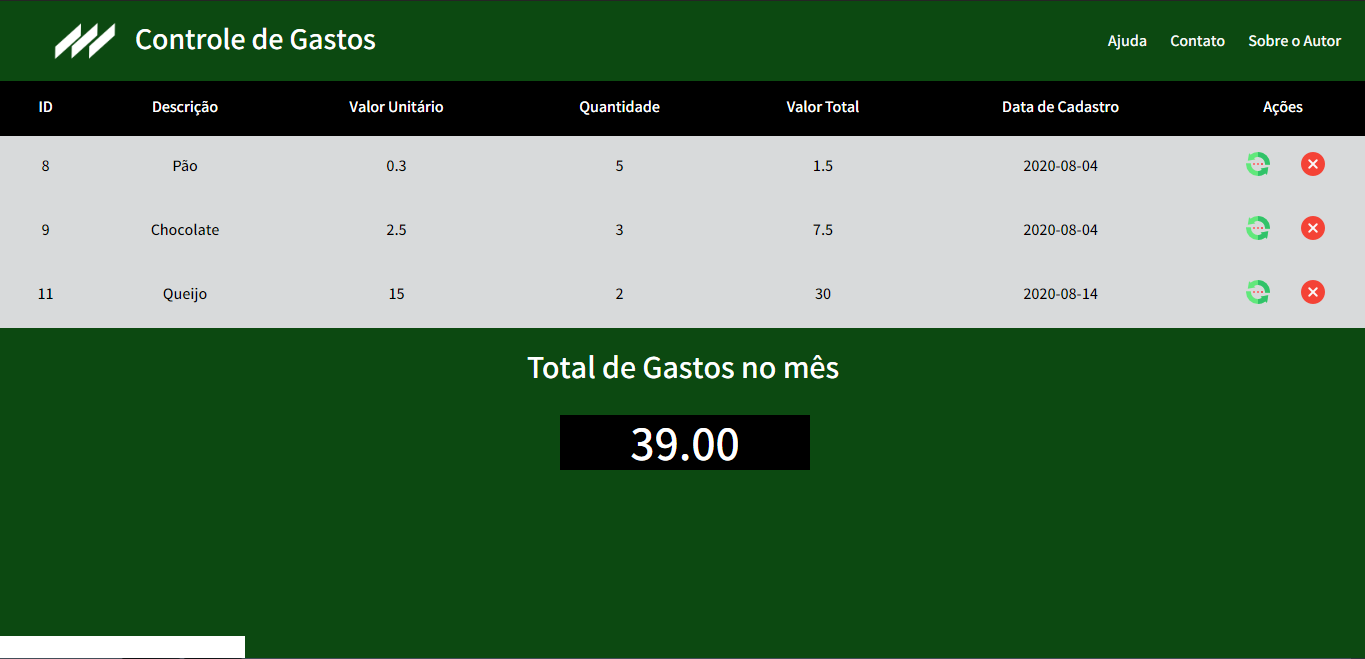 Controle de Gastos
Ajuda Contato Sobre o Autor
ID Descrição Valor Unitário Quantidade Valor Total Data de Cadastro Ações
8 Pão 0.3 5 1.5 2020-08-04
9 Chocolate 2.5 3 7.5 2020-08-04
11 Queijo 15 2 30 2020-08-14
Total de Gastos no mês
39.00